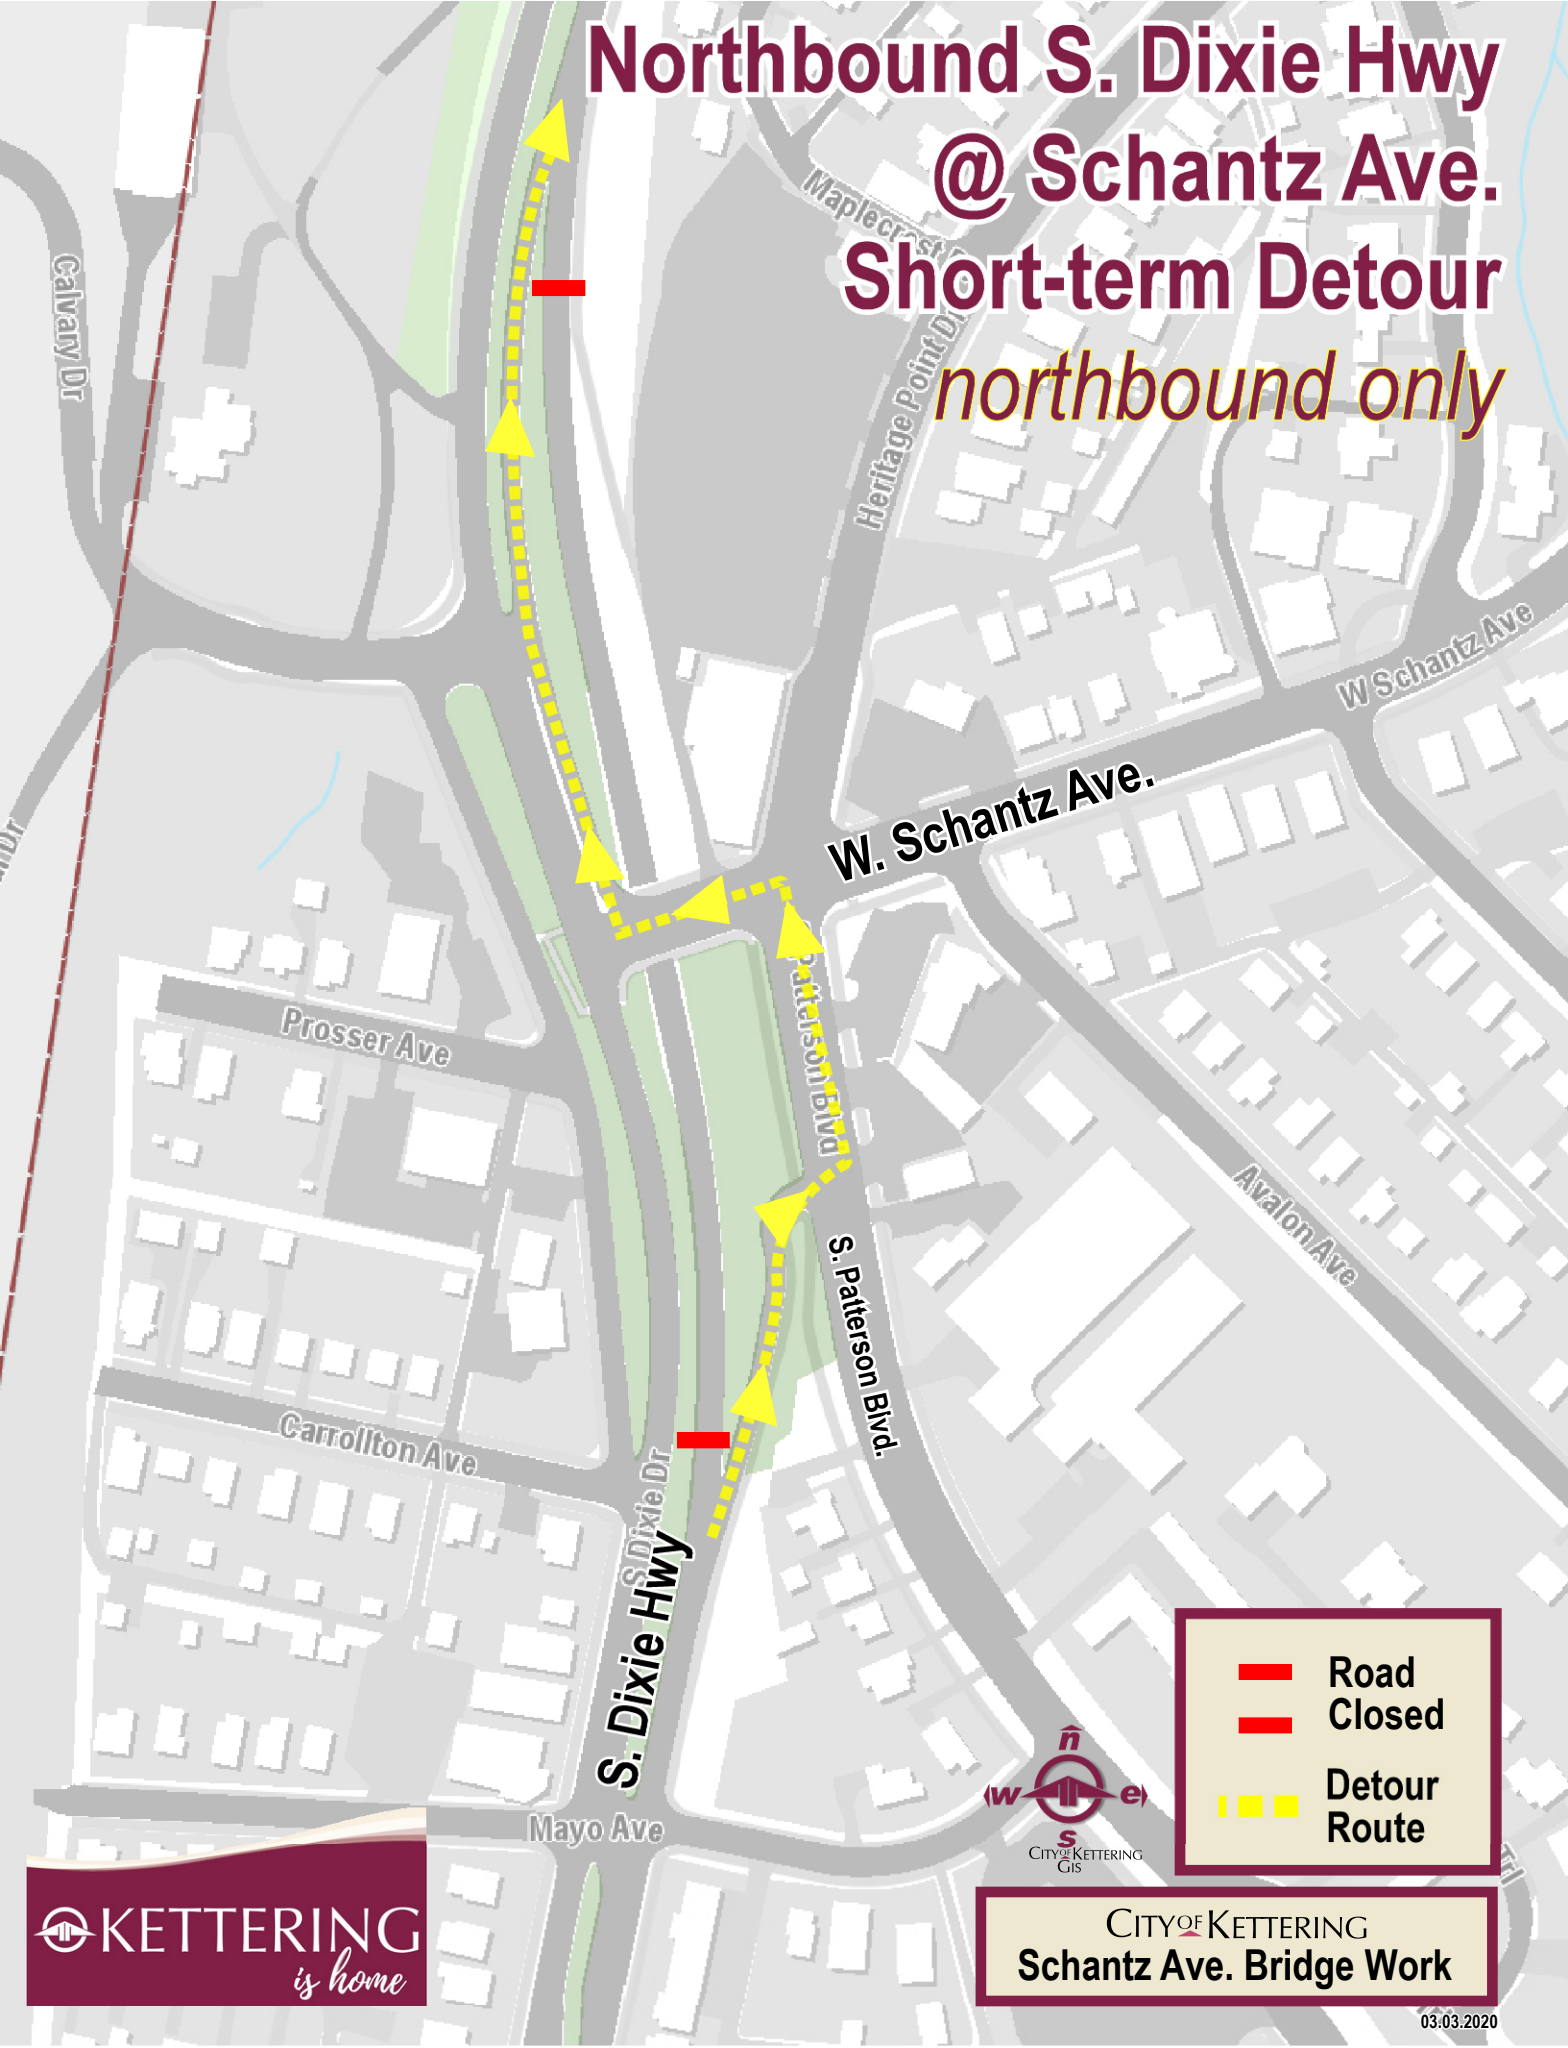 Northbound S. Dixie Hwy
@ Schantz Ave.
Short-term Detour
northbound only
Calvary Dr
Heritage Point Dr
W Schantz Ave
W. Schantz Ave.
Prosser Ave
Patterson Blvd
Avalon Ave
S. Patterson Blvd.
Carrollton Ave
S Dixie Dr
S. Dixie Hwy
Mayo Ave
Road
Closed
Detour
Route
n
w e
s
CITY OF KETTERING
GIS
KETTERING
is home
CITY OF KETTERING
Schantz Ave. Bridge Work
03.03.2020